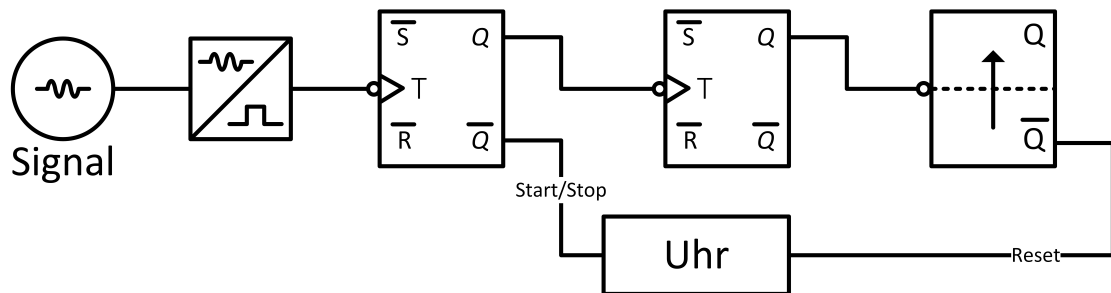 S̅ Q
T
R̅ Q̅
S̅ Q
T
R̅ Q̅
Q
Q̅
Signal
Start/Stop
Uhr
Reset